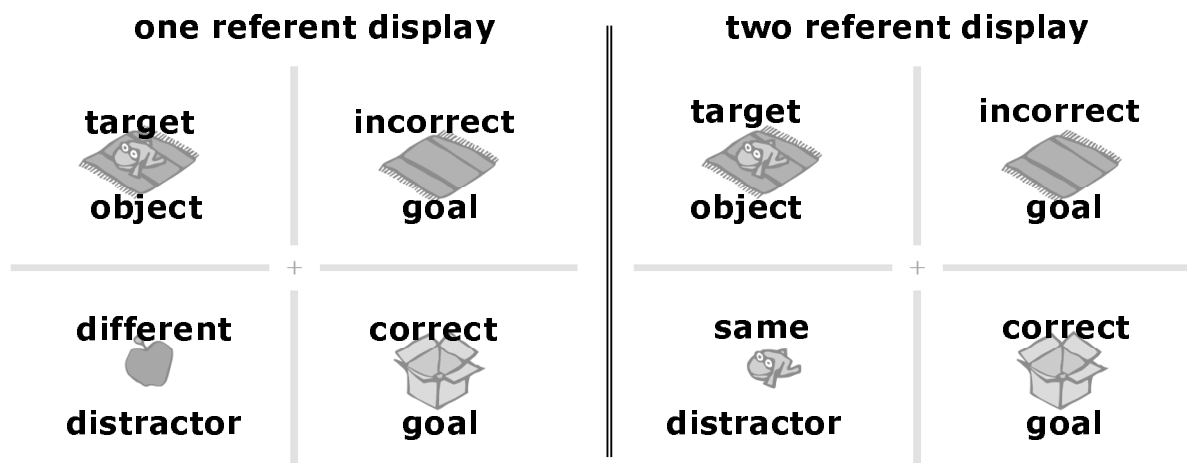 one referent display
target
object
incorrect
goal
different
distractor
correct
goal
two referent display
target
object
incorrect
goal
same
distractor
correct
goal